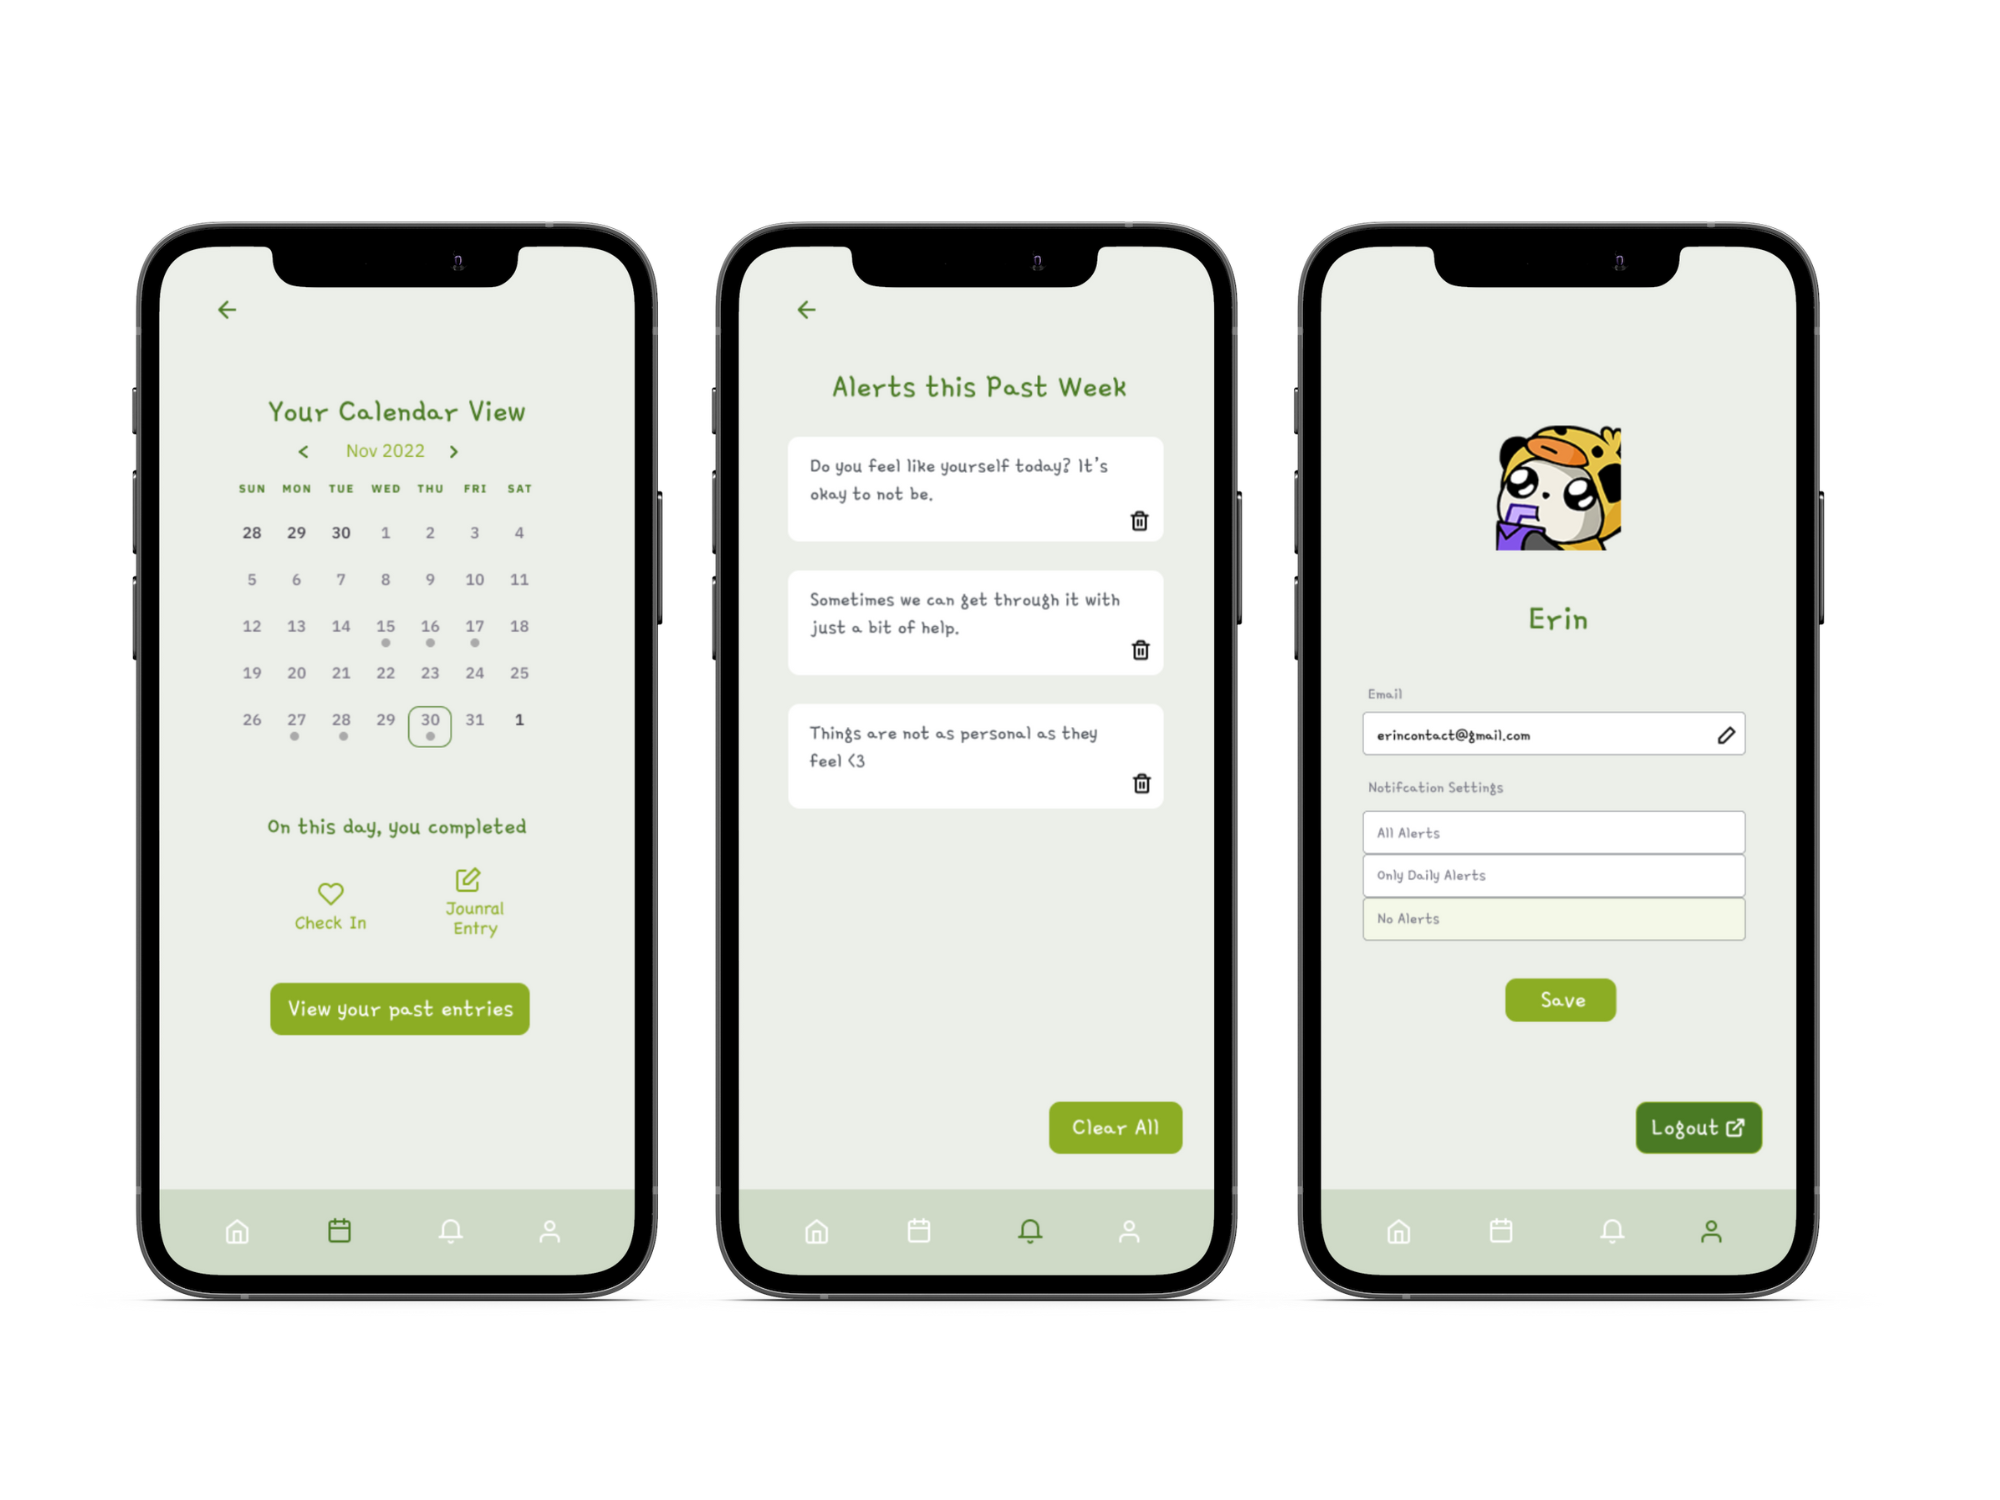 Your Calendar View
Nov 2022
SUN MON TUE WED THU FRI SAT
28 29 30 1 2 3 4
5 6 7 8 9 10 11
12 13 14 15 16 17 18
19 20 21 22 23 24 25
26 27 28 29 30 31 1
On this day, you completed
Check In
Jounral
Entry
View your past entries
Alerts this Past Week
Do you feel like yourself today? It's
okay to not be.
Sometimes we can get through it with
just a bit of help.
Things are not as personal as they
feel <3
Clear All
Erin
Email
erincontact@gmail.com
Notifcation Settings
All Alerts
Only Daily Alerts
No Alerts
Save
Logout